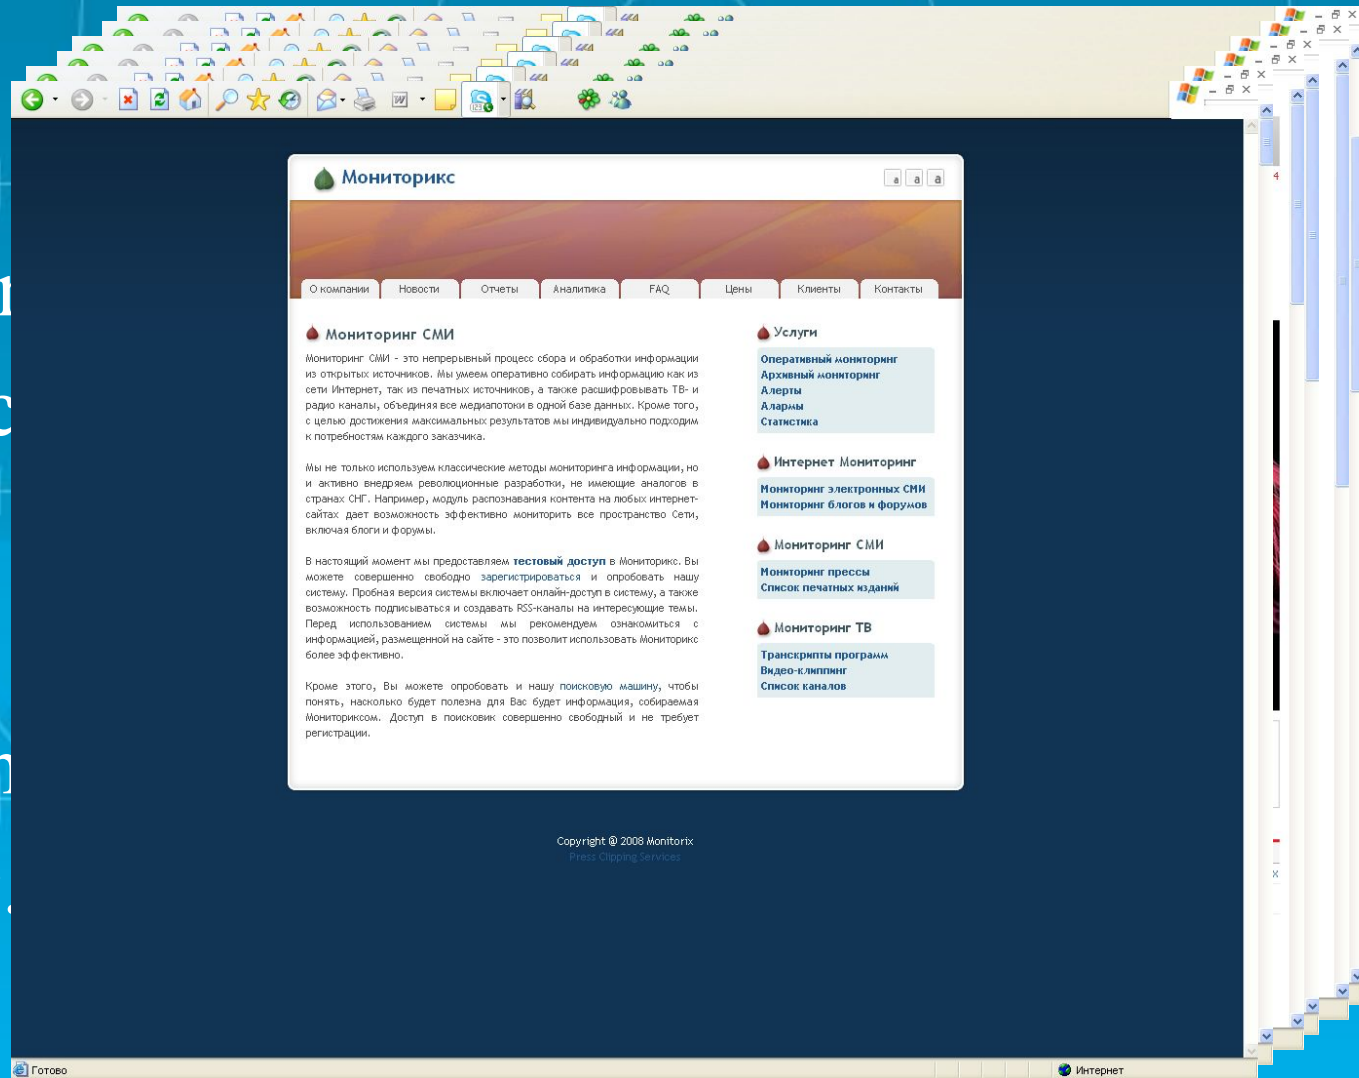 Мониторикс
a a a
О компании Новости Отчеты Аналитика FAQ Цены Клиенты Контакты
Мониторинг СМИ
Мониторинг СМИ - это непрерывный процесс сбора и обработки информации
из открытых источников. Мы умеем оперативно собирать информацию как из
сети Интернет, так из печатных источников, а также расшифровывать ТВ- и
радио каналы, объединяя все медиапотоки в одной базе данных. Кроме того,
с целью достижения максимальных результатов мы индивидуально подходим
к потребностям каждого заказчика.
Мы не только используем классические методы мониторинга информации, но
и активно внедряем революционные разработки, не имеющие аналогов в
странах СНГ. Например, модуль распознавания контента на любых интернет-
сайтах дает возможность эффективно мониторить все пространство Сети,
включая блоги и форумы.
В настоящий момент мы предоставляем тестовый доступ в Мониторикс. Вы
можете совершенно свободно зарегистрироваться и опробовать нашу
систему. Пробная версия системы включает онлайн-доступ в систему, а также
возможность подписываться и создавать RSS-каналы на интересующие темы.
Перед использованием системы мы рекомендуем ознакомиться с
информацией, размещенной на сайте - это позволит использовать Мониторикс
более эффективно.
Кроме этого, Вы можете опробовать и нашу поисковую машину, чтобы
понять, насколько будет полезна для Вас будет информация, собираемая
Мониториксом. Доступ в поисковик совершенно свободный и не требует
регистрации.
Услуги
Оперативный мониторинг
Архивный мониторинг
Алерты
Алармы
Статистика
Интернет Мониторинг
Мониторинг электронных СМИ
Мониторинг блогов и форумов
Мониторинг СМИ
Мониторинг прессы
Список печатных изданий
Мониторинг ТВ
Транскрипты программ
Видео-клиппинг
Список каналов
Copyright @ 2008 Monitorix
Press Clipping Services
4
Готово Интернет